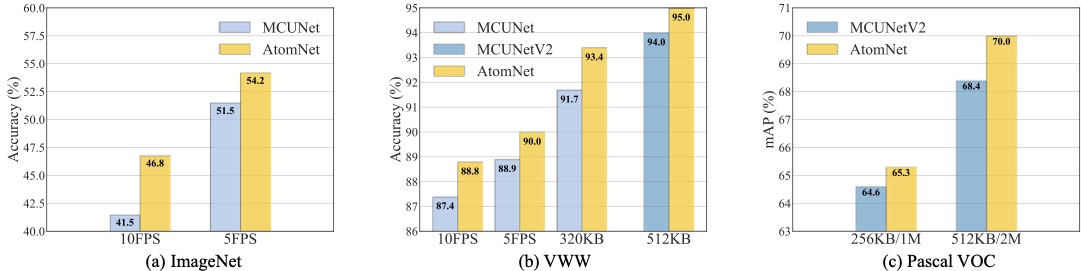 Accuracy (%)
60.0
57.5
55.0
52.5
50.0
47.5
45.0
42.5
40.0
MCUNet
AtomNet
41.5
46.8
51.5
54.2
10FPS
5FPS
(a) ImageNet
Accuracy (%)
95
94
93
92
91
90
89
88
87
86
MCUNet
MCUNetV2
AtomNet
87.4
88.8
88.9
90.0
91.7
93.4
94.0
95.0
10FPS
5FPS
320KB
512KB
(b) VWW
mAP (%)
71
70
68
67
66
64
63
MCUNetV2
AtomNet
64.6
65.3
68.4
70.0
256KB/1M
512KB/2M
(c) Pascal VOC